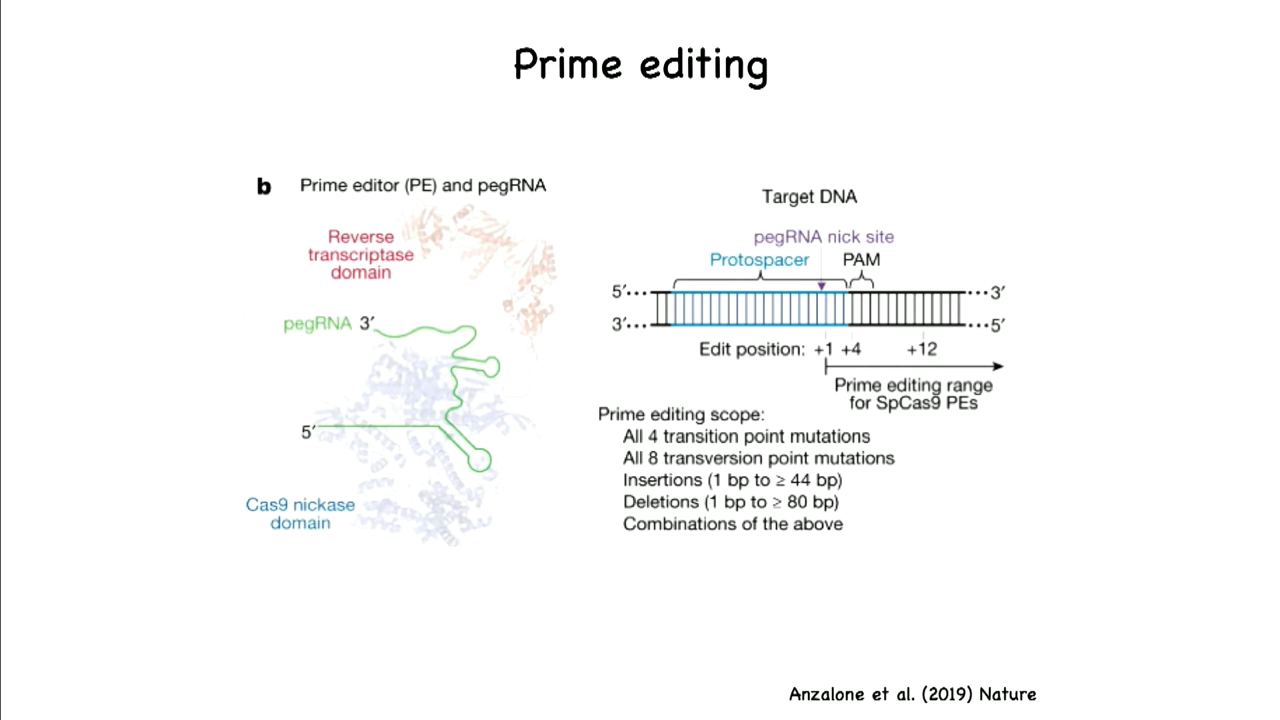 Prime editing
b Prime editor (PE) and pegRNA
Reverse
transcriptase
domain
pegRNA 3′
5′
Cas9 nickase
domain
Target DNA
pegRNA nick site
Protospacer PAM
5′ 3′
3′ 5′
Edit position: +1 +4 +12
Prime editing range
for SpCas9 PEs
Prime editing scope:
All 4 transition point mutations
All 8 transversion point mutations
Insertions (1 bp to ≥ 44 bp)
Deletions (1 bp to ≥ 80 bp)
Combinations of the above
Anzalone et al. (2019) Nature